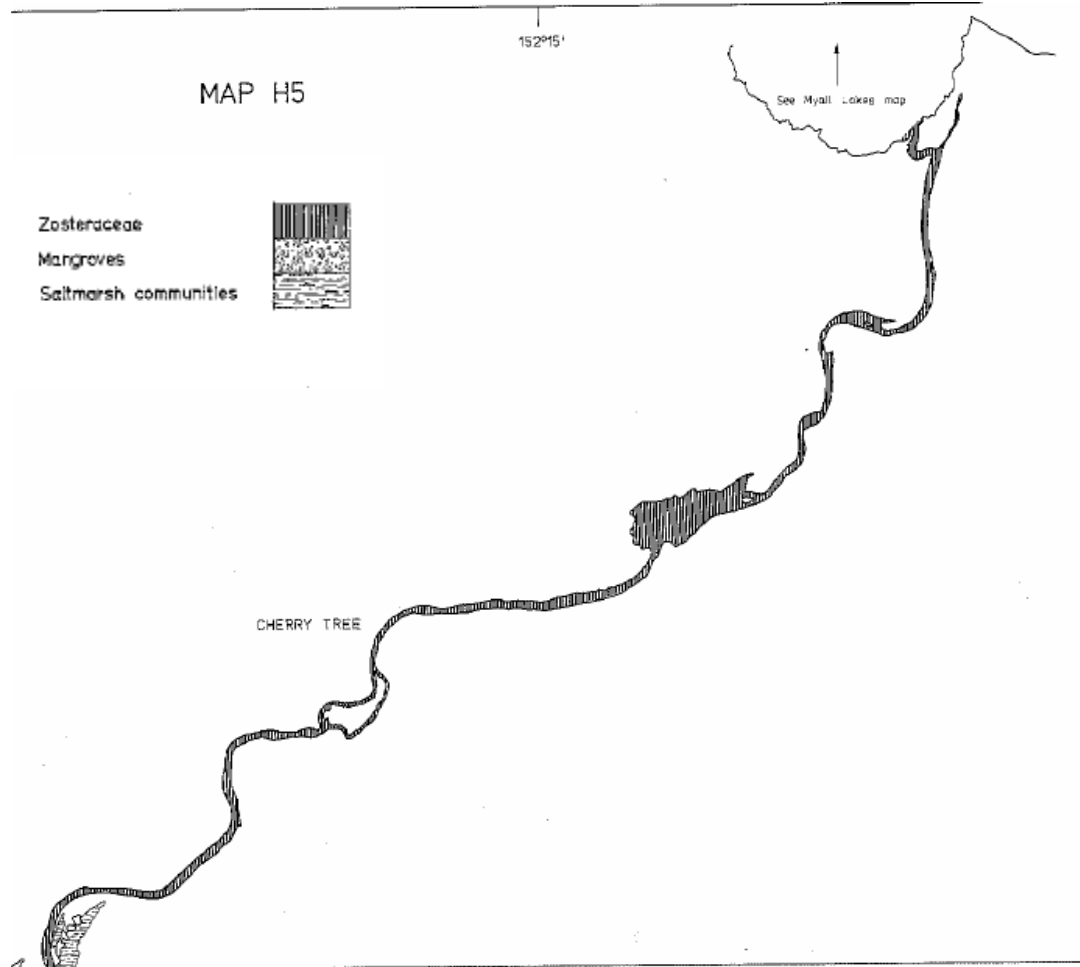 152°15'
MAP H5
See Myall Lakes map
Zosteraceae
Mangroves
Saltmarsh communities
CHERRY TREE